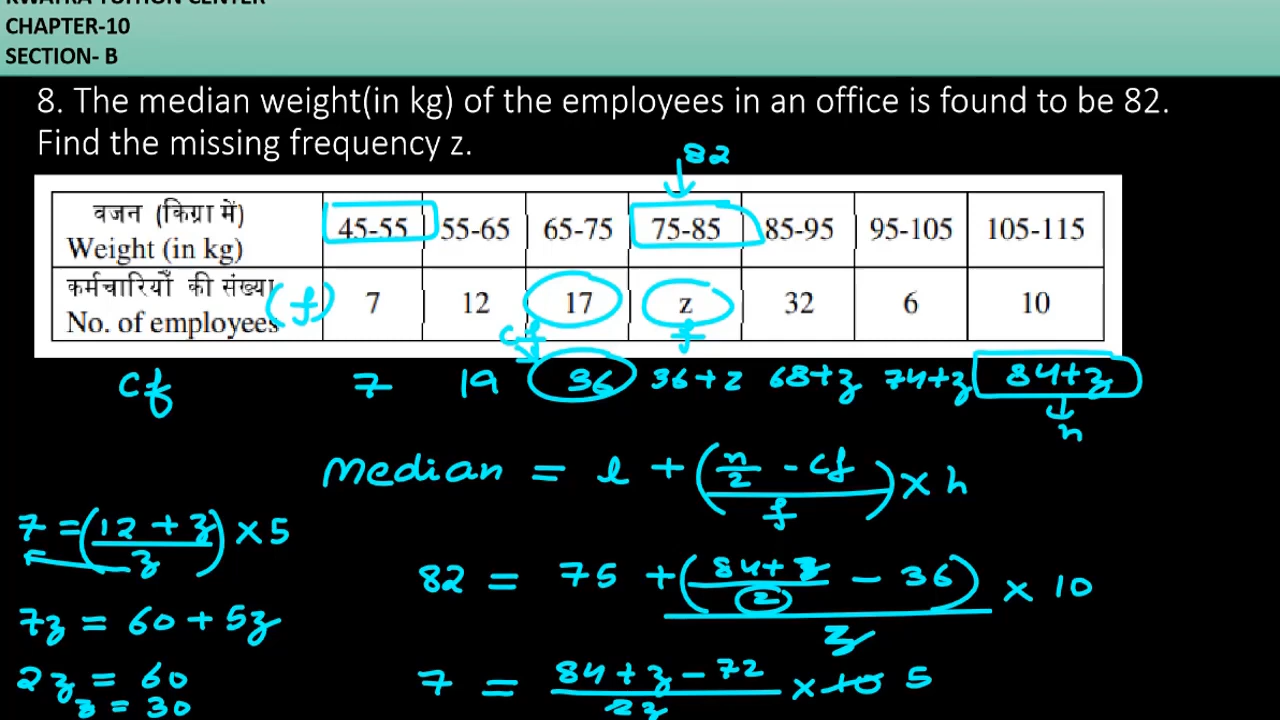 KWATRA TUITION CENTER
CHAPTER-10
SECTION- B
8. The median weight(in kg) of the employees in an office is found to be 82.
Find the missing frequency z.
82
वजन (किग्रा में)
Weight (in kg) 45-55 55-65 65-75 75-85 85-95 95-105 105-115
कर्मचारियों की संख्या
No. of employees (f) 7 12 17 z 32 6 10
cf f
cf 7 19 36 36+z 68+z 74+z 84+z
n
Median = l + (n/2 - cf / f) × h
7 = (12 + z / z) × 5
82 = 75 + (84+z / 2 - 36) / z × 10
7z = 60 + 5z
2z = 60
7 = 84+z-72 / 2z × 10 5
z = 30